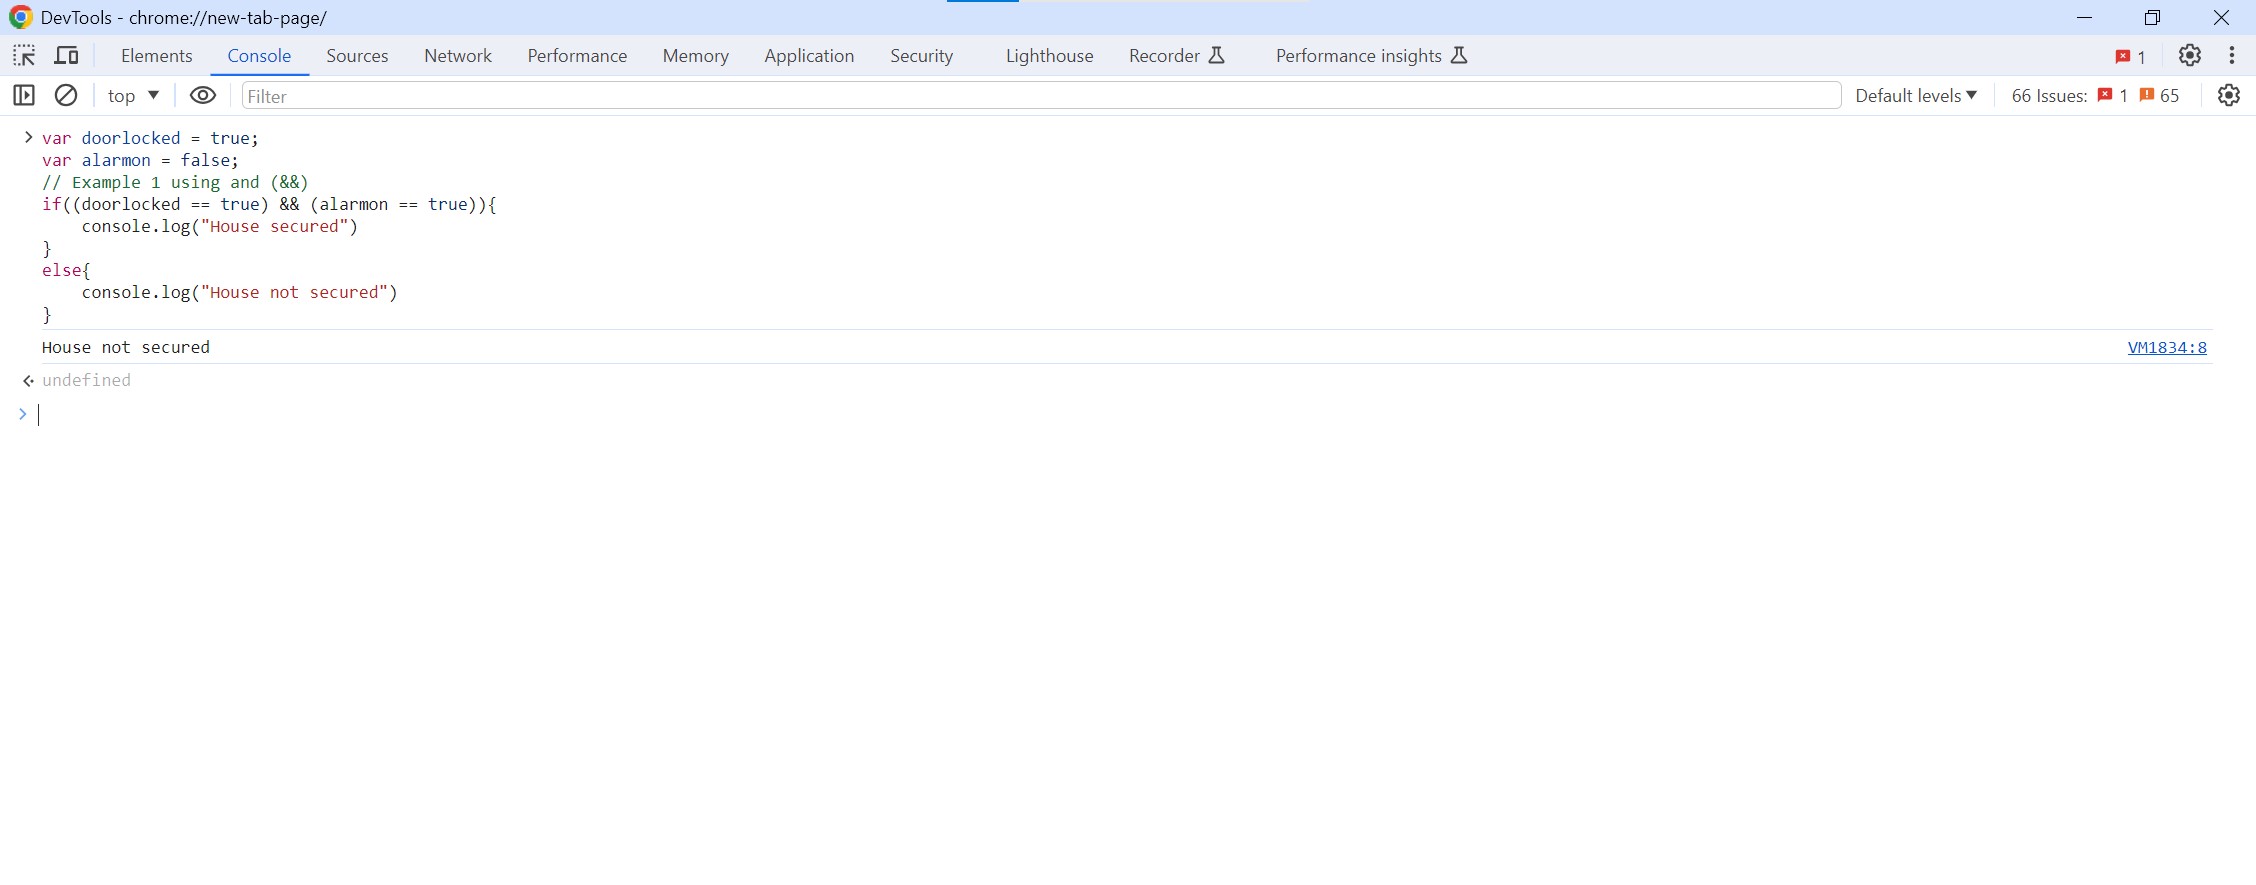 DevTools - chrome://new-tab-page/
Elements Console Sources Network Performance Memory Application Security Lighthouse Recorder Performance insights 1
top Filter Default levels 66 Issues: 1 65
var doorlocked = true;
var alarmon = false;
// Example 1 using and (&&)
if((doorlocked == true) && (alarmon == true)){
    console.log("House secured")
}
else{
    console.log("House not secured")
}
House not secured VM1834:8
undefined